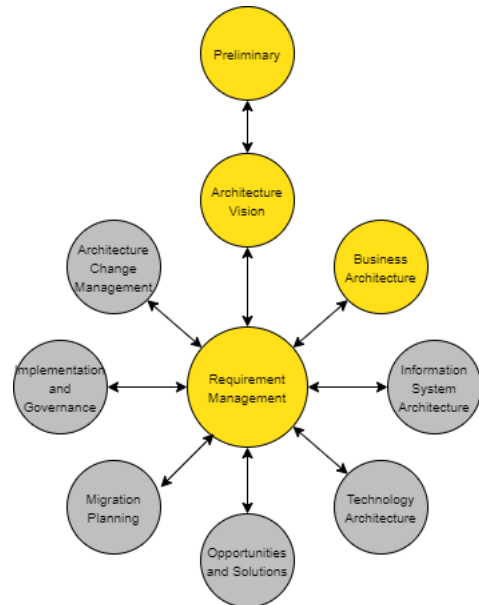 Preliminary
Architecture
Vision
Architecture
Change
Management
Business
Architecture
Implementation
and
Governance
Requirement
Management
Information
System
Architecture
Migration
Planning
Technology
Architecture
Opportunities
and Solutions